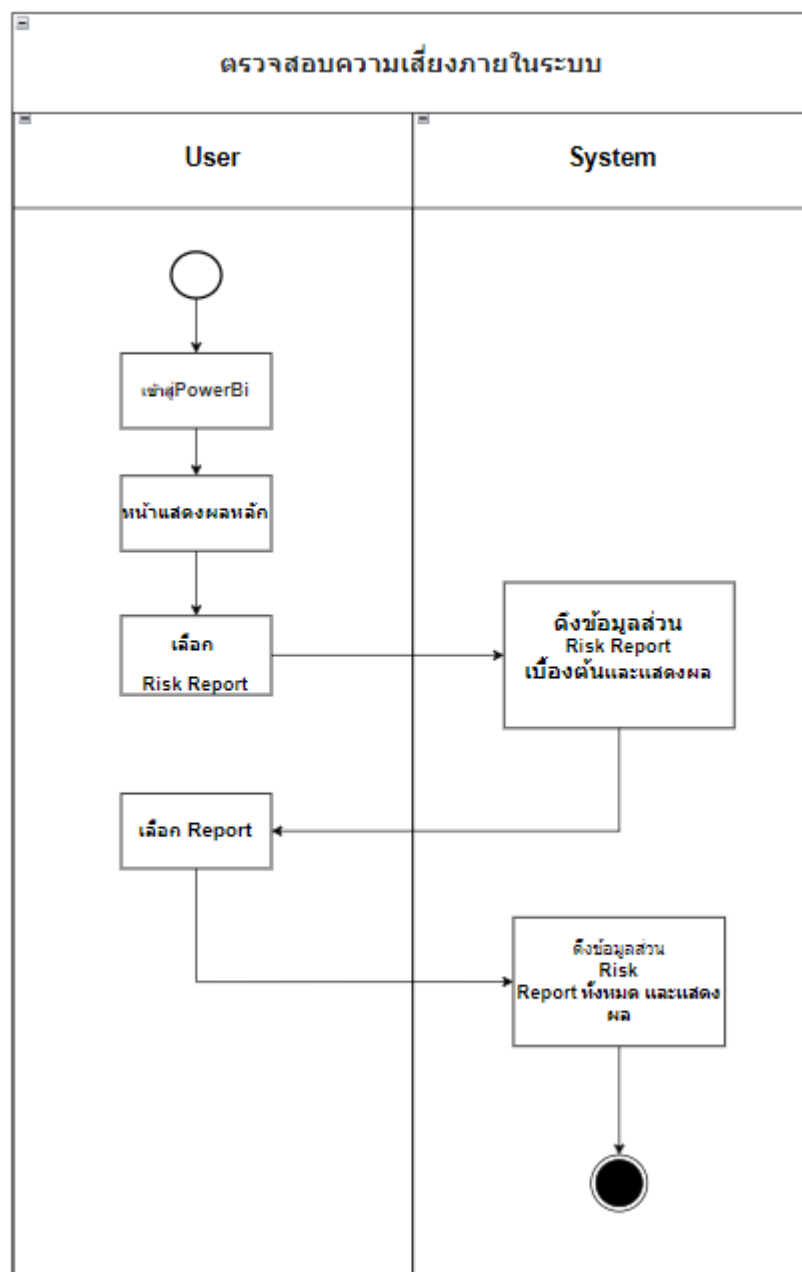 ตรวจสอบความเสี่ยงภายในระบบ
User
System
เข้าสู่PowerBi
หน้าแสดงผลหลัก
เลือก
Risk Report
ดึงข้อมูลส่วน
Risk Report
เบื้องต้นและแสดงผล
เลือก Report
ดึงข้อมูลส่วน
Risk
Report ทั้งหมด และแสดง
ผล